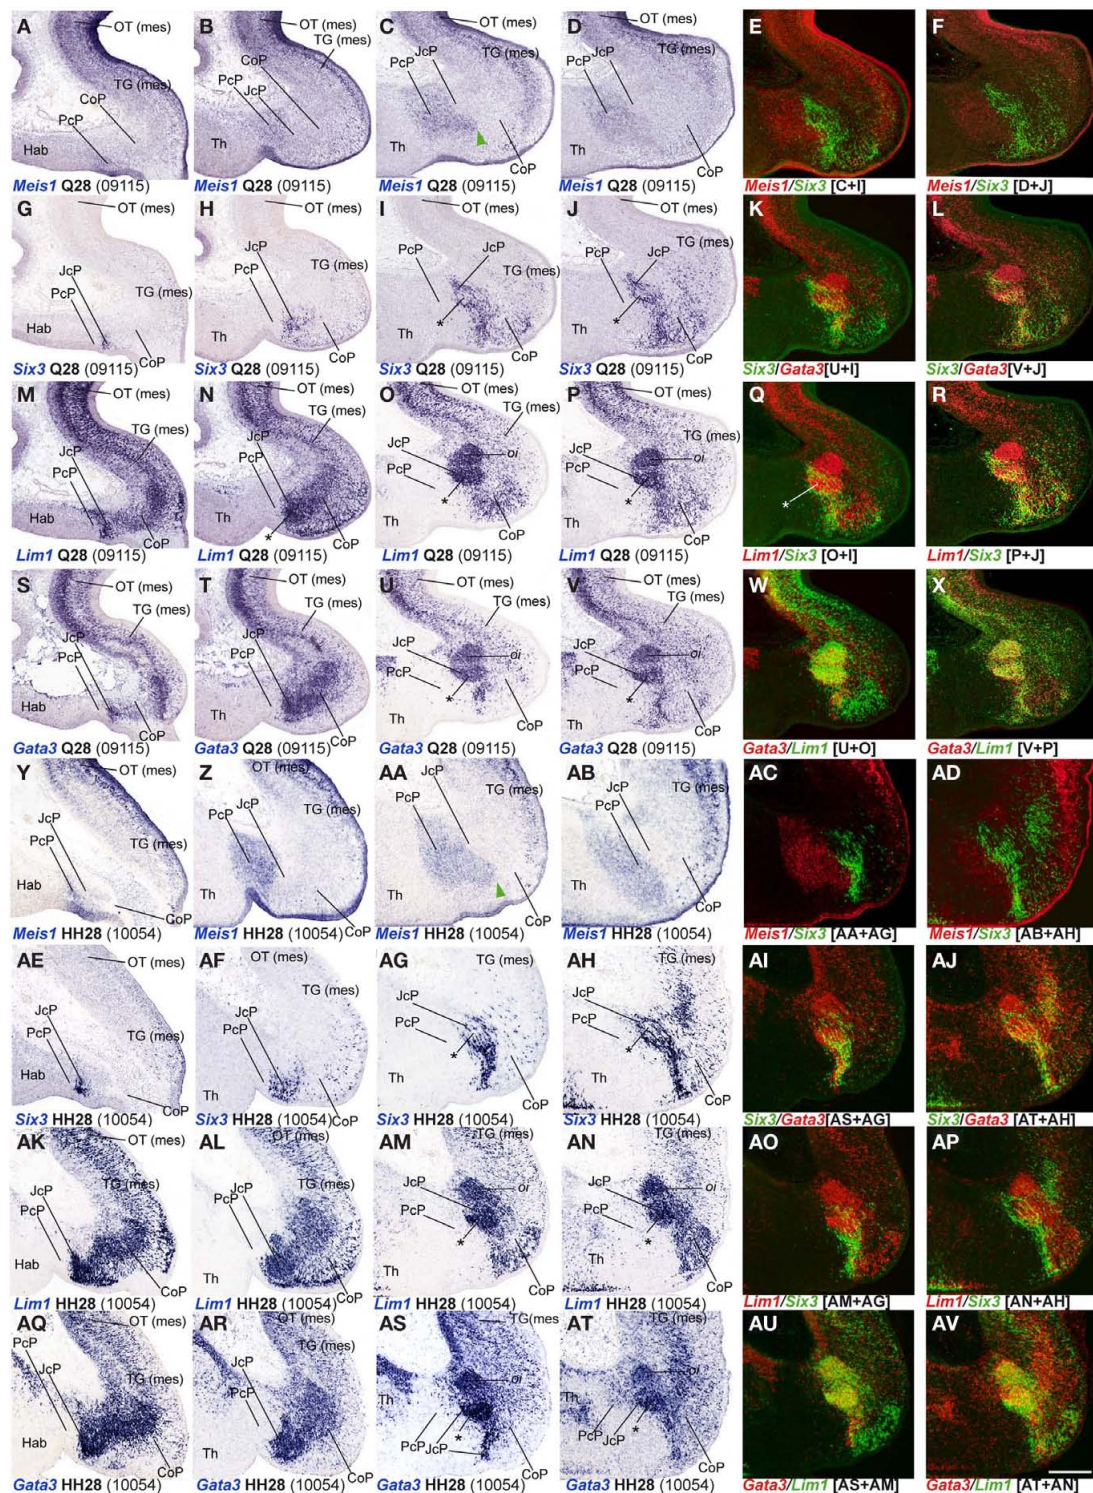 A OT (mes)
TG (mes)
CoP
PcP
Hab
Meis1 Q28 (09115)
B OT (mes)
TG (mes)
CoP
PcP
JcP
Th
Meis1 Q28 (09115)
C OT (mes)
TG (mes)
JcP
PcP
Th
CoP
Meis1 Q28 (09115)
D OT (mes)
TG (mes)
JcP
PcP
Th
CoP
Meis1 Q28 (09115)
E
Meis1/Six3 [C+I]
F
Meis1/Six3 [D+J]
G OT (mes)
JcP
TG (mes)
PcP
Hab
CoP
Six3 Q28 (09115)
H OT (mes)
JcP
TG (mes)
PcP
Th
CoP
Six3 Q28 (09115)
I OT (mes)
PcP
JcP
TG (mes)
Th
*
CoP
Six3 Q28 (09115)
J OT (mes)
TG (mes)
PcP
JcP
Th
*
CoP
Six3 Q28 (09115)
K
Six3/Gata3[U+I]
L
Six3/Gata3[V+J]
M OT (mes)
TG (mes)
JcP
PcP
Hab
CoP
Lim1 Q28 (09115)
N OT (mes)
TG (mes)
JcP
PcP
Th
*
CoP
Lim1 Q28 (09115)
O OT (mes)
TG (mes)
JcP
oi
PcP
*
Th
CoP
Lim1 Q28 (09115)
P OT (mes)
TG (mes)
JcP
oi
PcP
*
Th
CoP
Lim1 Q28 (09115)
Q
*
Lim1/Six3 [O+I]
R
Lim1/Six3 [P+J]
S OT (mes)
TG (mes)
JcP
PcP
Hab
CoP
Gata3 Q28 (09115)
T OT (mes)
TG (mes)
JcP
PcP
Th
CoP
Gata3 Q28 (09115)
U OT (mes)
TG (mes)
JcP
oi
PcP
*
Th
CoP
Gata3 Q28 (09115)
V OT (mes)
TG (mes)
JcP
oi
PcP
*
Th
CoP
Gata3 Q28 (09115)
W
Gata3/Lim1 [U+O]
X
Gata3/Lim1 [V+P]
Y OT (mes)
JcP
TG (mes)
PcP
Hab
CoP
Meis1 HH28 (10054)
Z OT (mes)
JcP
TG (mes)
PcP
Th
CoP
Meis1 HH28 (10054)
AA JcP
TG (mes)
PcP
Th
CoP
Meis1 HH28 (10054)
AB TG (mes)
JcP
PcP
Th
CoP
Meis1 HH28 (10054)
AC
Meis1/Six3 [AA+AG]
AD
Meis1/Six3 [AB+AH]
AE OT (mes)
JcP
TG (mes)
PcP
Hab
CoP
Six3 HH28 (10054)
AF OT (mes)
TG (mes)
JcP
PcP
Th
CoP
Six3 HH28 (10054)
AG TG (mes)
JcP
PcP
*
Th
CoP
Six3 HH28 (10054)
AH TG (mes)
JcP
PcP
*
Th
CoP
Six3 HH28 (10054)
AI
Six3/Gata3[AS+AG]
AJ
Six3/Gata3[AT+AH]
AK OT (mes)
TG (mes)
JcP
PcP
Hab
CoP
Lim1 HH28 (10054)
AL OT (mes)
TG (mes)
JcP
PcP
Th
CoP
Lim1 HH28 (10054)
AM TG (mes)
JcP
oi
PcP
*
Th
CoP
Lim1 HH28 (10054)
AN TG (mes)
JcP
oi
PcP
*
Th
CoP
Lim1 HH28 (10054)
AO
Lim1/Six3 [AM+AG]
AP
Lim1/Six3 [AN+AH]
AQ OT (mes)
PcP
JcP
TG (mes)
Hab
CoP
Gata3 HH28 (10054)
AR OT (mes)
TG (mes)
JcP
PcP
Th
CoP
Gata3 HH28 (10054)
AS TG(mes
oi
Th
*
PcP JcP
CoP
Gata3 HH28 (10054)
AT TG (mes)
oi
Th
PcP JcP *
CoP
Gata3 HH28 (10054)
AU
Gata3/Lim1 [AS+AM]
AV
Gata3/Lim1 [AT+AN]